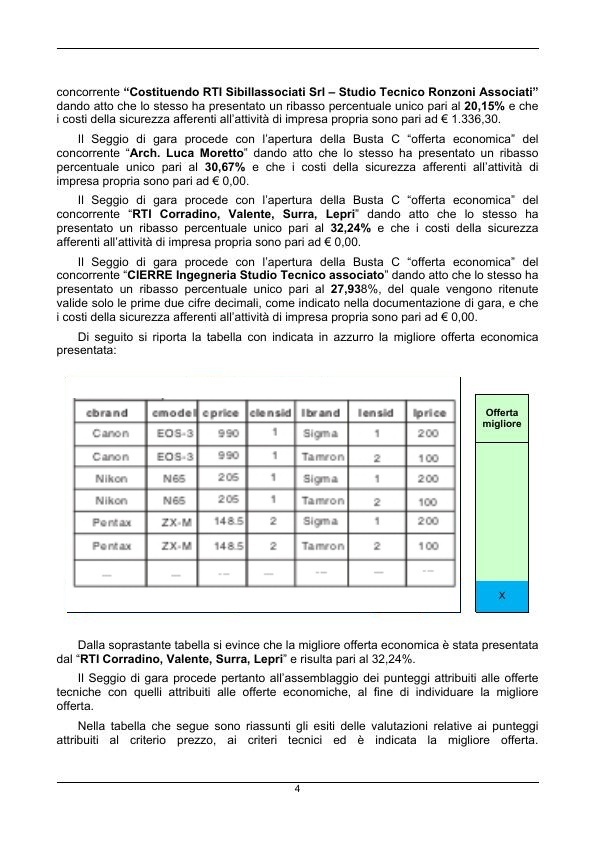 concorrente “Costituendo RTI Sibillassociati Srl – Studio Tecnico Ronzoni Associati”
dando atto che lo stesso ha presentato un ribasso percentuale unico pari al 20,15% e che
i costi della sicurezza afferenti all’attività di impresa propria sono pari ad € 1.336,30.
Il Seggio di gara procede con l’apertura della Busta C “offerta economica” del
concorrente “Arch. Luca Moretto” dando atto che lo stesso ha presentato un ribasso
percentuale unico pari al 30,67% e che i costi della sicurezza afferenti all’attività di
impresa propria sono pari ad € 0,00.
Il Seggio di gara procede con l’apertura della Busta C “offerta economica” del
concorrente “RTI Corradino, Valente, Surra, Lepri” dando atto che lo stesso ha
presentato un ribasso percentuale unico pari al 32,24% e che i costi della sicurezza
afferenti all’attività di impresa propria sono pari ad € 0,00.
Il Seggio di gara procede con l’apertura della Busta C “offerta economica” del
concorrente “CIERRE Ingegneria Studio Tecnico associato” dando atto che lo stesso ha
presentato un ribasso percentuale unico pari al 27,938%, del quale vengono ritenute
valide solo le prime due cifre decimali, come indicato nella documentazione di gara, e che
i costi della sicurezza afferenti all’attività di impresa propria sono pari ad € 0,00.
Di seguito si riporta la tabella con indicata in azzurro la migliore offerta economica
presentata:
cbrand cmodel cprice clensid lbrand lensid lprice
Canon EOS-3 990 1 Sigma 1 200
Canon EOS-3 990 1 Tamron 2 100
Nikon N65 205 1 Sigma 1 200
Nikon N65 205 1 Tamron 2 100
Pentax ZX-M 148.5 2 Sigma 1 200
Pentax ZX-M 148.5 2 Tamron 2 100
... ... ... ... ... ... ...
Offerta
migliore
X
Dalla soprastante tabella si evince che la migliore offerta economica è stata presentata
dal “RTI Corradino, Valente, Surra, Lepri” e risulta pari al 32,24%.
Il Seggio di gara procede pertanto all’assemblaggio dei punteggi attribuiti alle offerte
tecniche con quelli attribuiti alle offerte economiche, al fine di individuare la migliore
offerta.
Nella tabella che segue sono riassunti gli esiti delle valutazioni relative ai punteggi
attribuiti al criterio prezzo, ai criteri tecnici ed è indicata la migliore offerta.
4